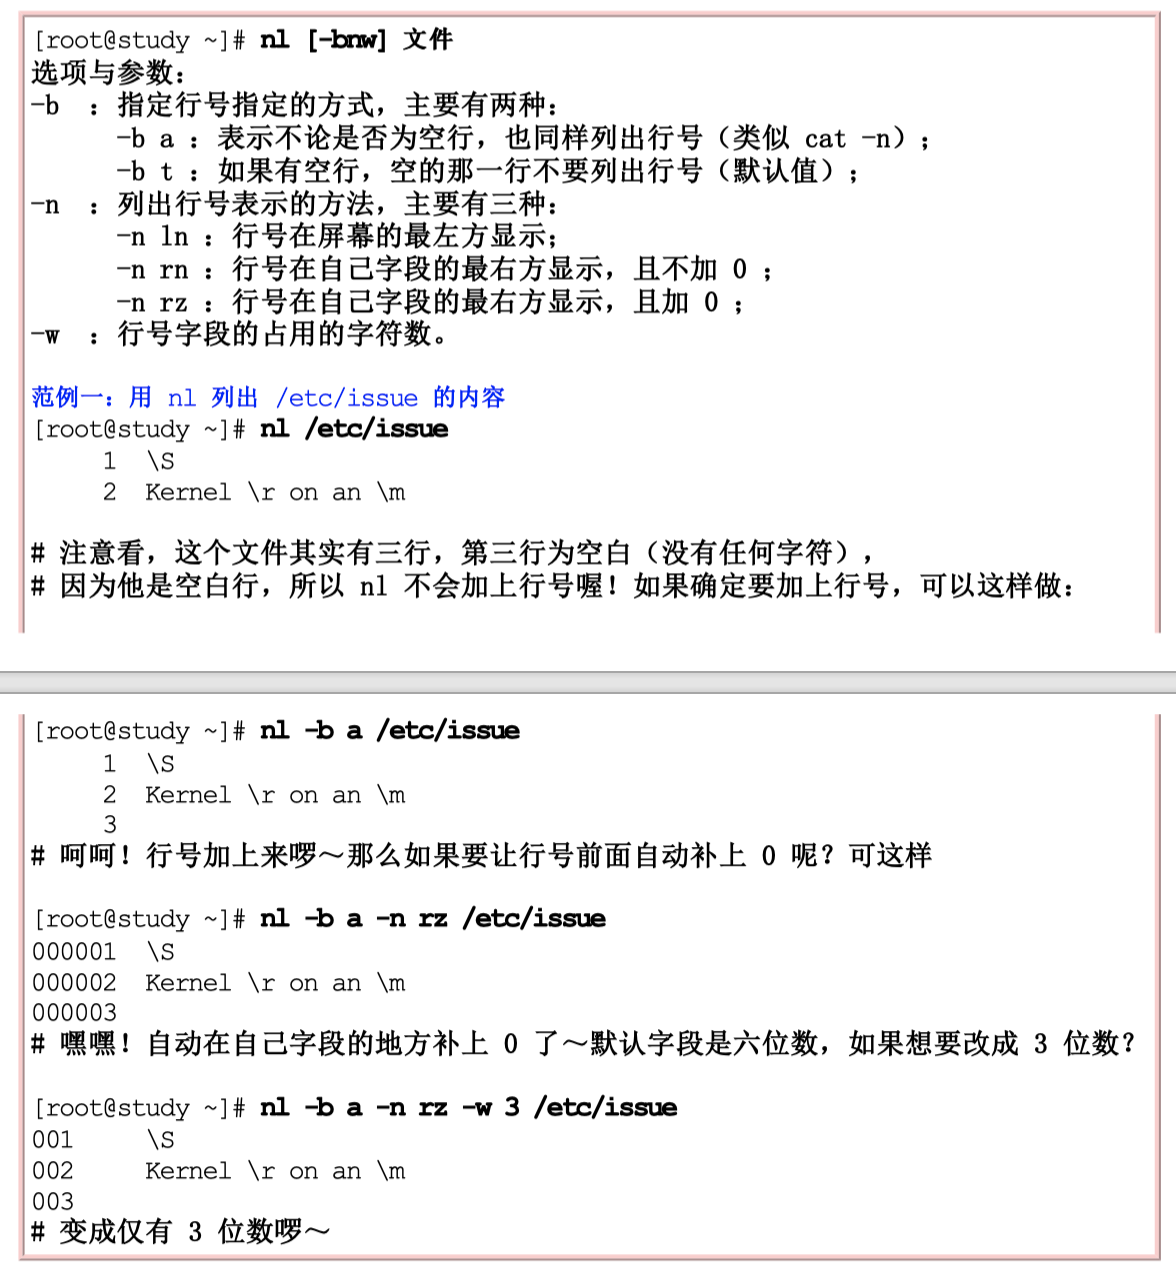 [root@study ~]# nl [-bnw] 文件
选项与参数：
-b  ：指定行号指定的方式，主要有两种：
      -b a ：表示不论是否为空行，也同样列出行号（类似 cat -n）；
      -b t ：如果有空行，空的那一行不要列出行号（默认值）；
-n  ：列出行号表示的方法，主要有三种：
      -n ln ：行号在屏幕的最左方显示；
      -n rn ：行号在自己字段的最右方显示，且不加 0 ；
      -n rz ：行号在自己字段的最右方显示，且加 0 ；
-w  ：行号字段的占用的字符数。
范例一：用 nl 列出 /etc/issue 的内容
[root@study ~]# nl /etc/issue
     1  \S
     2  Kernel \r on an \m
# 注意看，这个文件其实有三行，第三行为空白（没有任何字符），
# 因为他是空白行，所以 nl 不会加上行号喔！如果确定要加上行号，可以这样做：
[root@study ~]# nl -b a /etc/issue
     1  \S
     2  Kernel \r on an \m
     3
# 呵呵！行号加上来啰～那么如果要让行号前面自动补上 0 呢？可这样
[root@study ~]# nl -b a -n rz /etc/issue
000001  \S
000002  Kernel \r on an \m
000003
# 嘿嘿！自动在自己字段的地方补上 0 了～默认字段是六位数，如果想要改成 3 位数？
[root@study ~]# nl -b a -n rz -w 3 /etc/issue
001     \S
002     Kernel \r on an \m
003
# 变成仅有 3 位数啰～